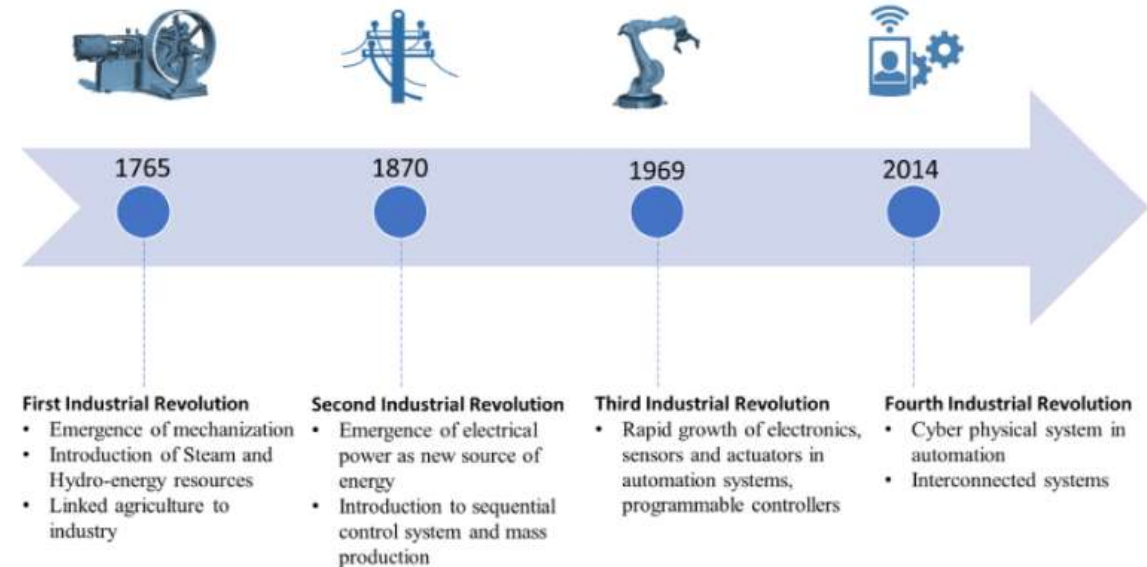 1765
1870
1969
2014
First Industrial Revolution
• Emergence of mechanization
• Introduction of Steam and
Hydro-energy resources
• Linked agriculture to
industry
Second Industrial Revolution
• Emergence of electrical
power as new source of
energy
• Introduction to sequential
control system and mass
production
Third Industrial Revolution
• Rapid growth of electronics,
sensors and actuators in
automation systems,
programmable controllers
Fourth Industrial Revolution
• Cyber physical system in
automation
• Interconnected systems